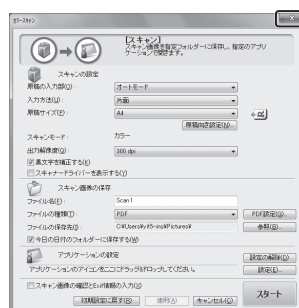 カラースキャン
[スキャン]
スキャン画像を指定フォルダーに保存し、指定のアプリ
ケーションで開きます。
スキャンの設定
原稿の入力部(O):
オートモード
入力方法(U):
片面
原稿サイズ(P):
A4
原稿向き設定(N)...
スキャンモード:
カラー
出力解像度(Q):
300 dpi
黒文字を補正する(K)
スキャナードライバーを表示する(Y)
スキャン画像の保存
ファイル名(F):
Scan1
ファイルの種類(T):
PDF
PDF設定(G)...
ファイルの保存先(I):
参照(B)...
今日の日付のフォルダーに保存する(W)
アプリケーションの設定
設定の解除(D)
アプリケーションのアイコンをここにドラッグ&ドロップしてください。
設定(E)...
スキャン画像の確認とExif情報の入力(X)
初期設定に戻す(R)
適用(A)
キャンセル(C)
スタート